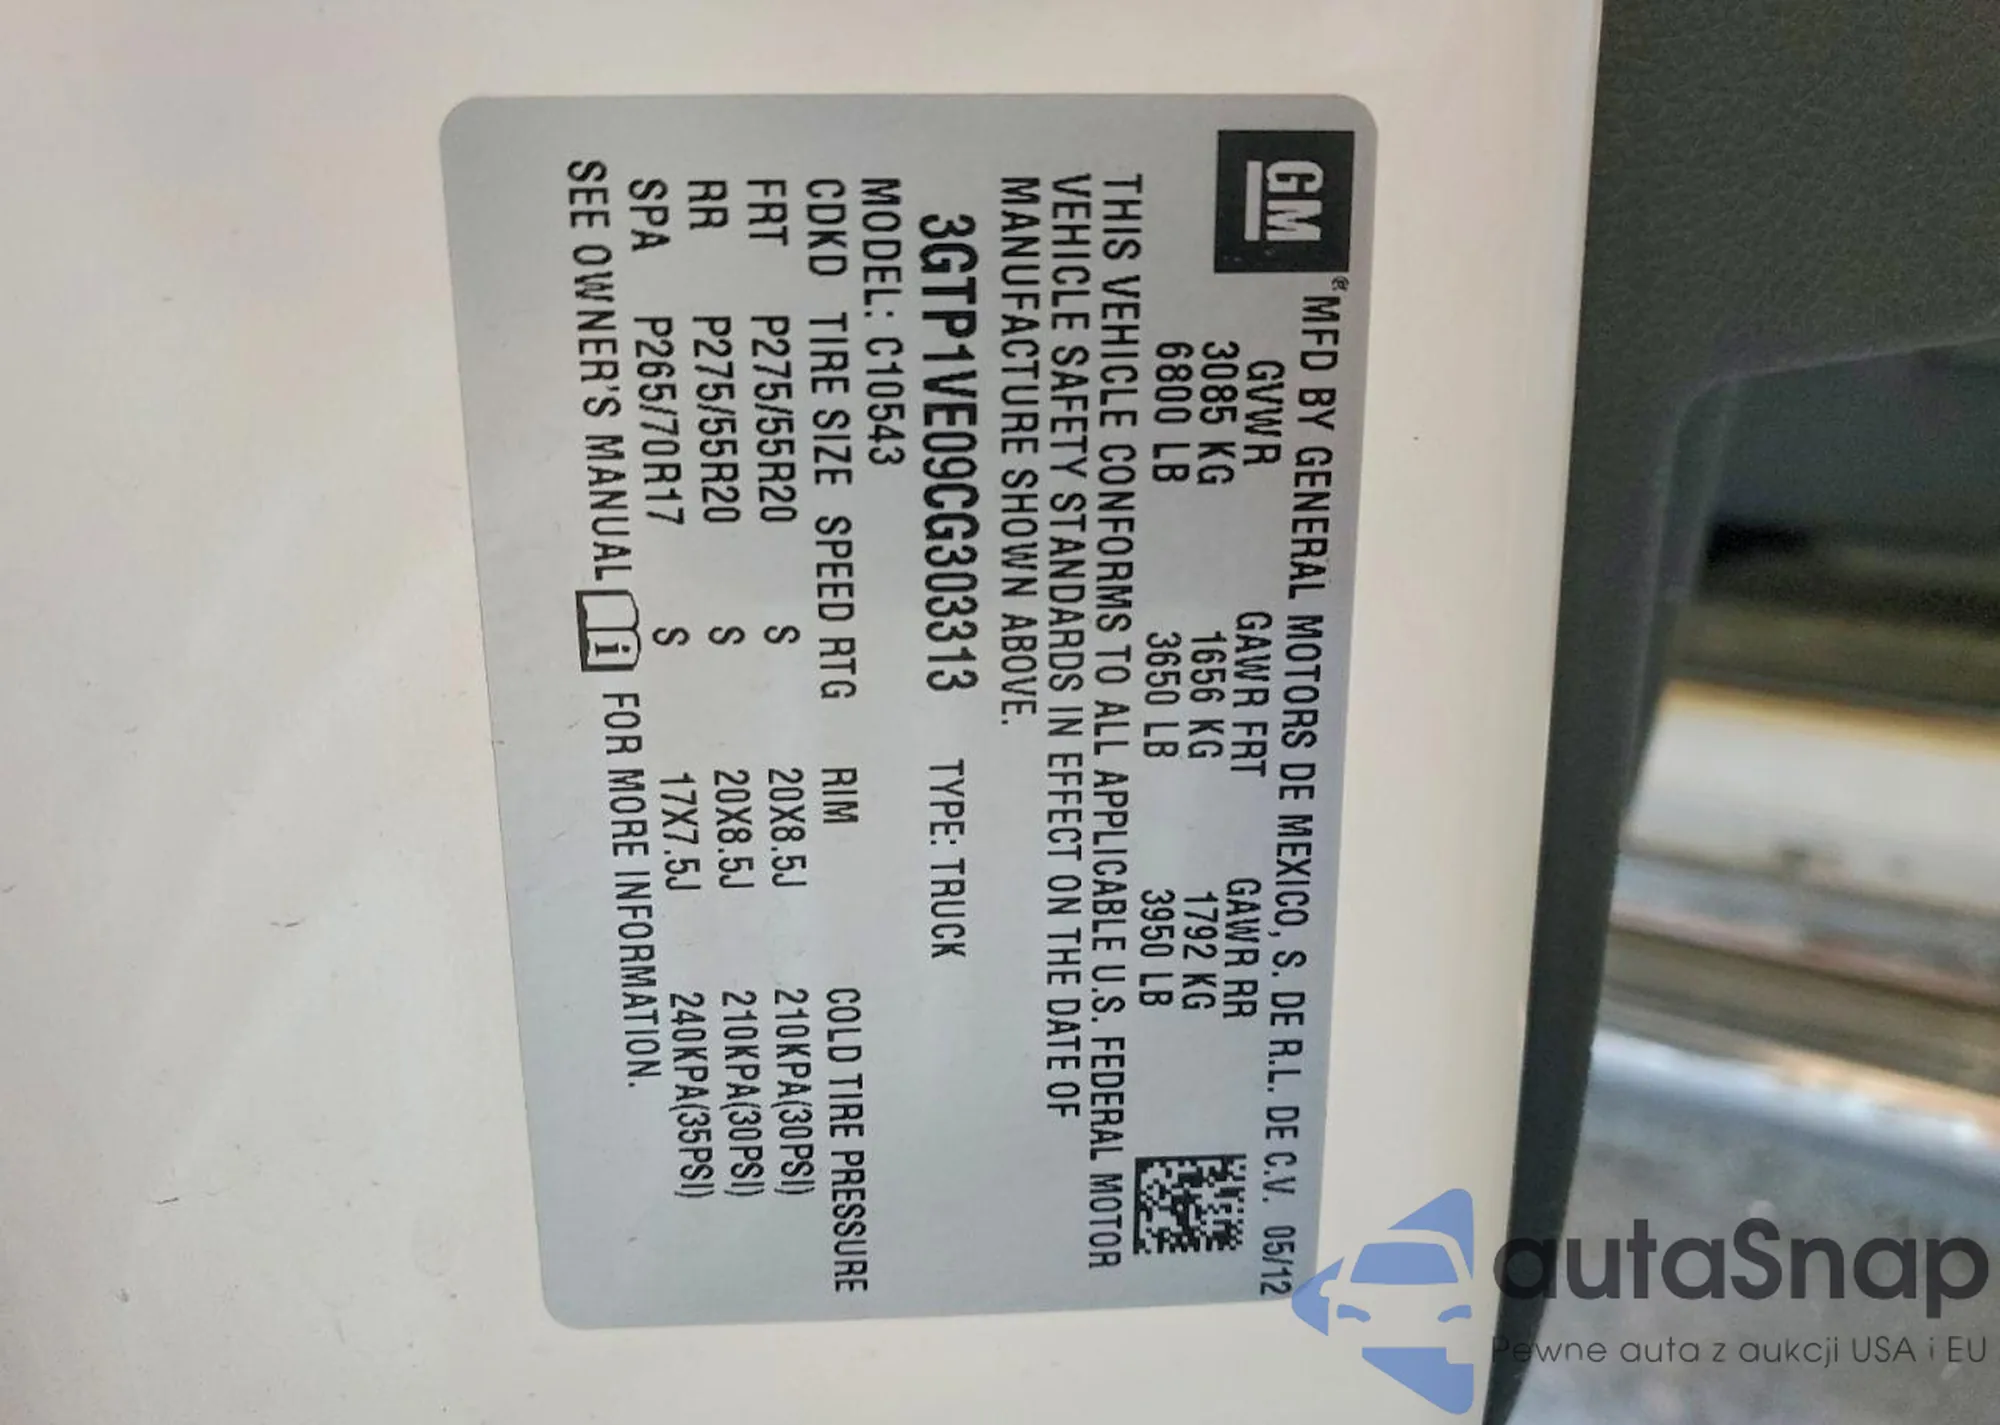 GM
® MFD BY GENERAL MOTORS DE MEXICO, S. DE R.L. DE C.V. 05/12
GVWR GAWR FRT GAWR RR
3085 KG 1656 KG 1792 KG
6800 LB 3650 LB 3950 LB
THIS VEHICLE CONFORMS TO ALL APPLICABLE U.S. FEDERAL MOTOR
VEHICLE SAFETY STANDARDS IN EFFECT ON THE DATE OF
MANUFACTURE SHOWN ABOVE.
3GTP1VE09CG303313 TYPE: TRUCK
MODEL: C10543
CDKD TIRE SIZE SPEED RTG RIM COLD TIRE PRESSURE
FRT P275/55R20 S 20X8.5J 210KPA(30PSI)
RR P275/55R20 S 20X8.5J 210KPA(30PSI)
SPA P265/70R17 S 17X7.5J 240KPA(35PSI)
SEE OWNER'S MANUAL i FOR MORE INFORMATION.
autaSnap
Pewne auta z aukcji USA i EU